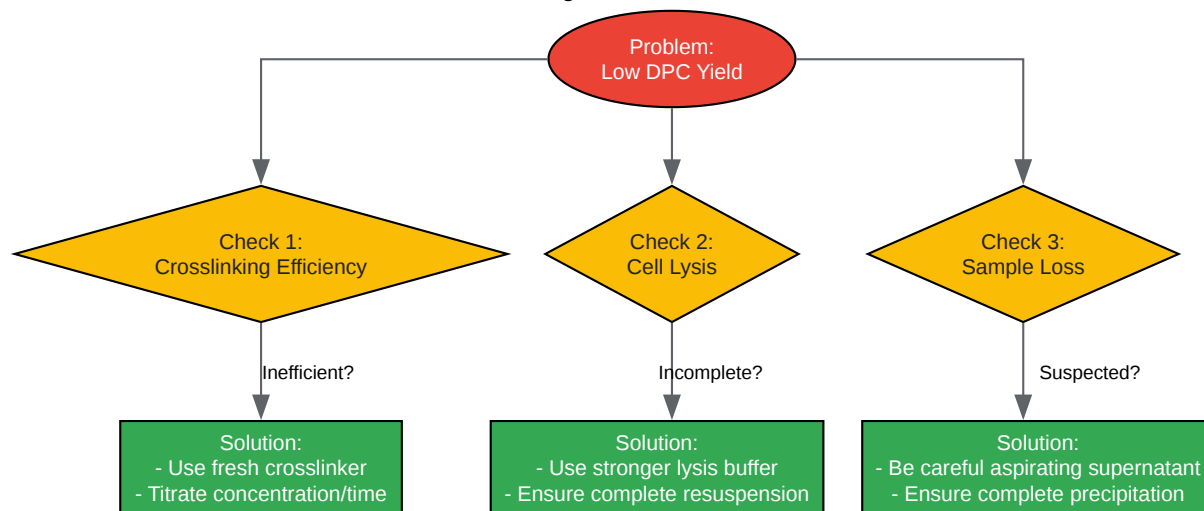 Problem:
Low DPC Yield
Check 1:
Crosslinking Efficiency
Check 2:
Cell Lysis
Check 3:
Sample Loss
Inefficient?
Incomplete?
Suspected?
Solution:
- Use fresh crosslinker
- Titrate concentration/time
Solution:
- Use stronger lysis buffer
- Ensure complete resuspension
Solution:
- Be careful aspirating supernatant
- Ensure complete precipitation